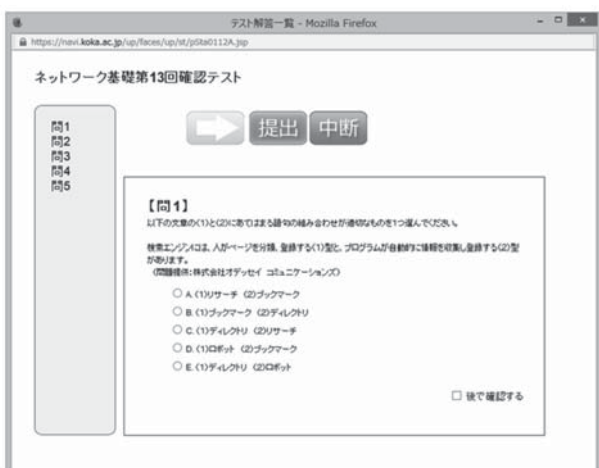 テスト解答一覧 - Mozilla Firefox
https://navi.koka.ac.jp/up/faces/up/st/pSta0112A.jsp
ネットワーク基礎第13回確認テスト
問1
問2
問3
問4
問5
提出 中断
【問1】
以下の文章の(1)と(2)にあてはまる語句の組み合わせが適切なものを1つ選んでください。
検索エンジンには、人がページを分類、登録する(1)型と、プログラムが自動的に情報を収集し登録する(2)型
があります。
(問題提供:株式会社オデッセイ コミュニケーションズ)
A. (1)リサーチ (2)ブックマーク
B. (1)ブックマーク (2)ディレクトリ
C. (1)ディレクトリ (2)リサーチ
D. (1)ロボット (2)ブックマーク
E. (1)ディレクトリ (2)ロボット
後で確認する